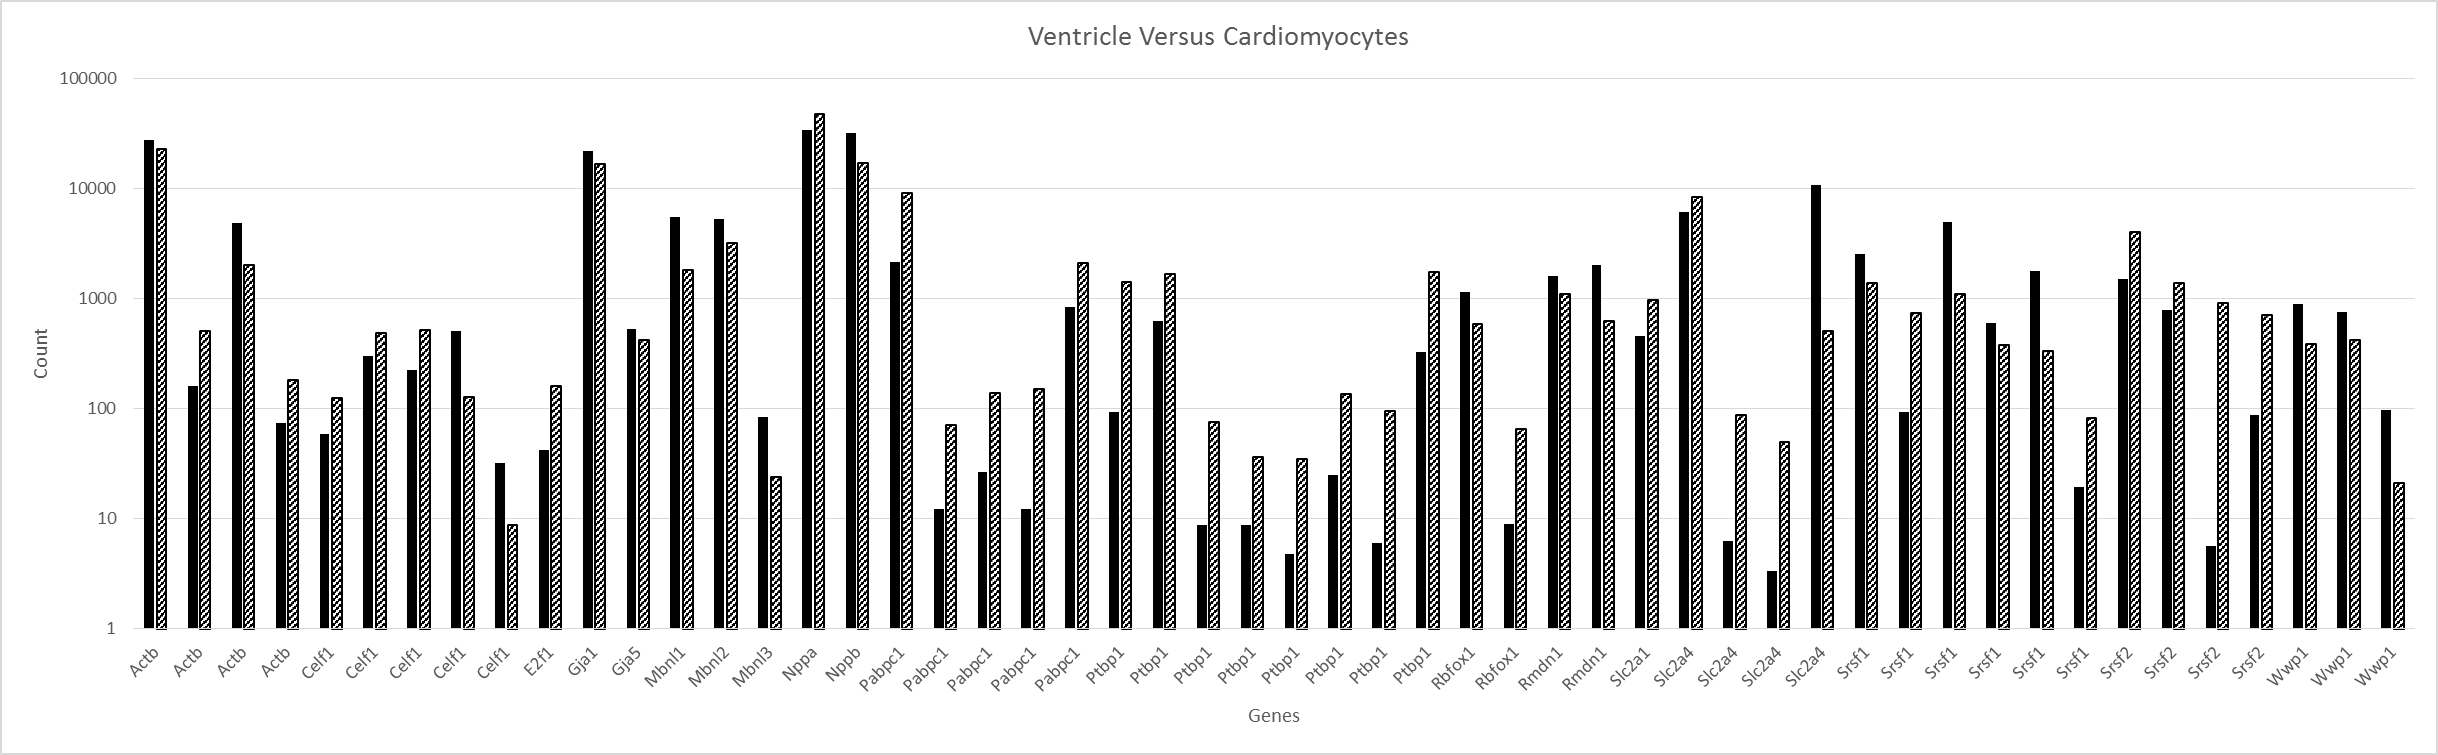 Ventricle Versus Cardiomyocytes
100000
10000
1000
100
10
1
Count
Actb Actb Actb Actb Celf1 Celf1 Celf1 Celf1 Celf1 E2f1 Gja1 Gja5 Mbnl1 Mbnl2 Mbnl3 Nppa Nppb Pabpc1 Pabpc1 Pabpc1 Pabpc1 Pabpc1 Ptbp1 Ptbp1 Ptbp1 Ptbp1 Ptbp1 Ptbp1 Ptbp1 Ptbp1 Rbfox1 Rbfox1 Rmdn1 Rmdn1 Slc2a1 Slc2a4 Slc2a4 Slc2a4 Slc2a4 Srsf1 Srsf1 Srsf1 Srsf1 Srsf1 Srsf1 Srsf2 Srsf2 Srsf2 Srsf2 Wwp1 Wwp1 Wwp1
Genes